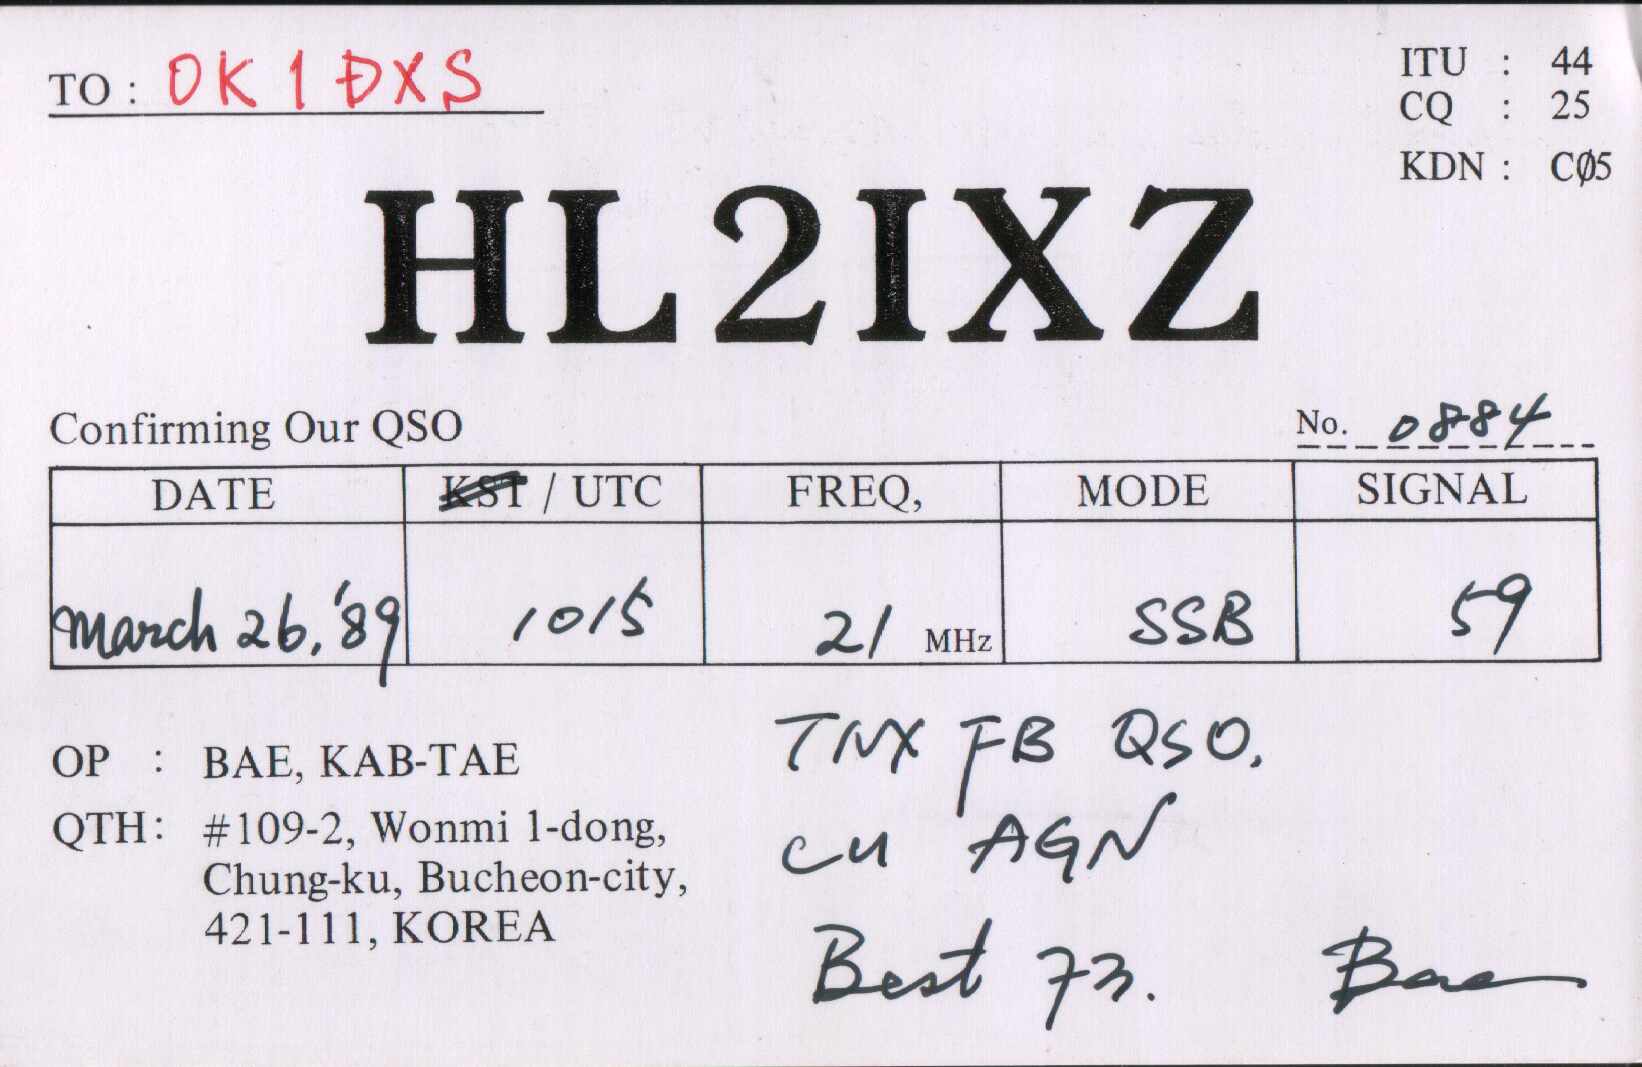 TO : OK1DXS
ITU : 44
CQ : 25
KDN : CØ5
HL2IXZ
Confirming Our QSO
No. 0884
DATE KST / UTC FREQ, MODE SIGNAL
March 26, '89 1015 21 MHz SSB 59
OP : BAE, KAB-TAE
QTH : #109-2, Wonmi 1-dong,
Chung-ku, Bucheon-city,
421-111, KOREA
TNX FB QSO.
CU AGN
Best 73. Bae